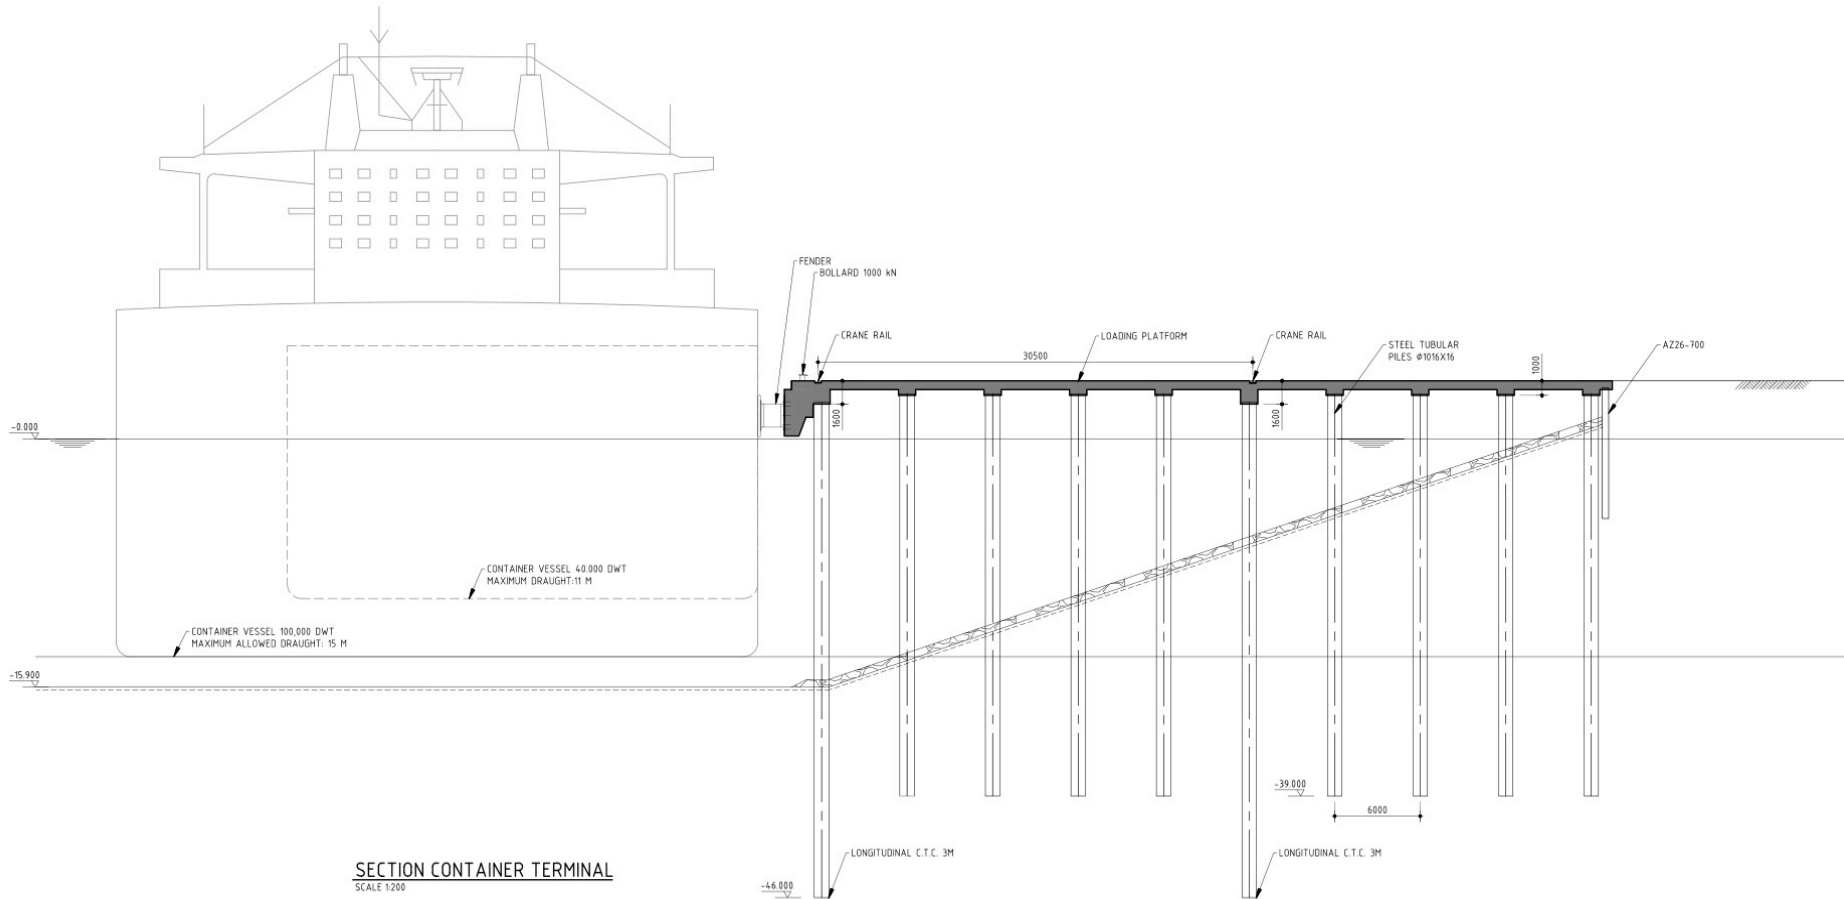 FENDER
BOLLARD 1000 kN
CRANE RAIL
30500
LOADING PLATFORM
CRANE RAIL
STEEL TUBULAR
PILES Ø1016X16
1000
AZ26-700
1600
1600
-0.000
CONTAINER VESSEL 40.000 DWT
MAXIMUM DRAUGHT:11 M
CONTAINER VESSEL 100,000 DWT
MAXIMUM ALLOWED DRAUGHT: 15 M
-15.900
-39.000
6000
LONGITUDINAL C.T.C. 3M
LONGITUDINAL C.T.C. 3M
-46.000
SECTION CONTAINER TERMINAL
SCALE 1:200